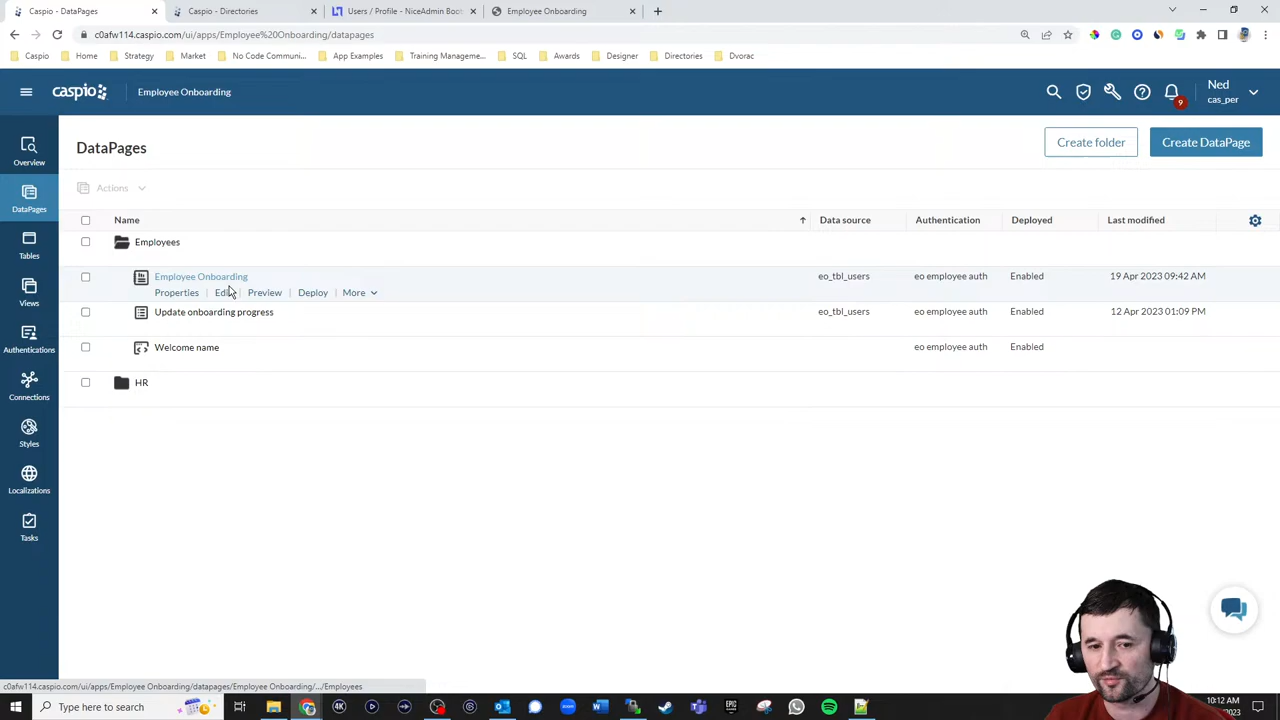 Caspio - DataPages
Caspio - Directories
Users / Profile - NiceAdmin Boot
Employee Onboarding
c0afw114.caspio.com/ui/apps/Employee%20Onboarding/datapages
Caspio
Home
Strategy
Market
No Code Communi...
App Examples
Training Manageme...
SQL
Awards
Designer
Directories
Dvorac
caspio
Employee Onboarding
9
Ned
cas_per
Overview
DataPages
Tables
Views
Authentications
Connections
Styles
Localizations
Tasks
DataPages
Create folder
Create DataPage
Actions
Name Data source Authentication Deployed Last modified
Employees
Employee Onboarding eo_tbl_users eo employee auth Enabled 19 Apr 2023 09:42 AM
Properties | Edit | Preview | Deploy | More
Update onboarding progress eo_tbl_users eo employee auth Enabled 12 Apr 2023 01:09 PM
Welcome name eo employee auth Enabled
HR
c0afw114.caspio.com/ui/apps/Employee Onboarding/datapages/Employee Onboarding/.../Employees
Type here to search
4K
EPIC
10:12 AM